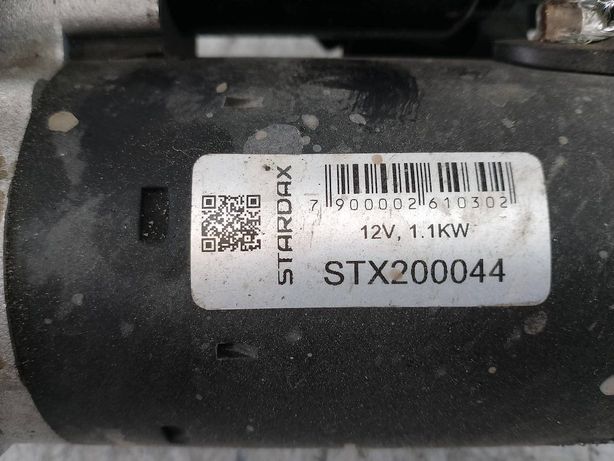 STARDAX
7 900002 610302
12V, 1.1KW
STX200044